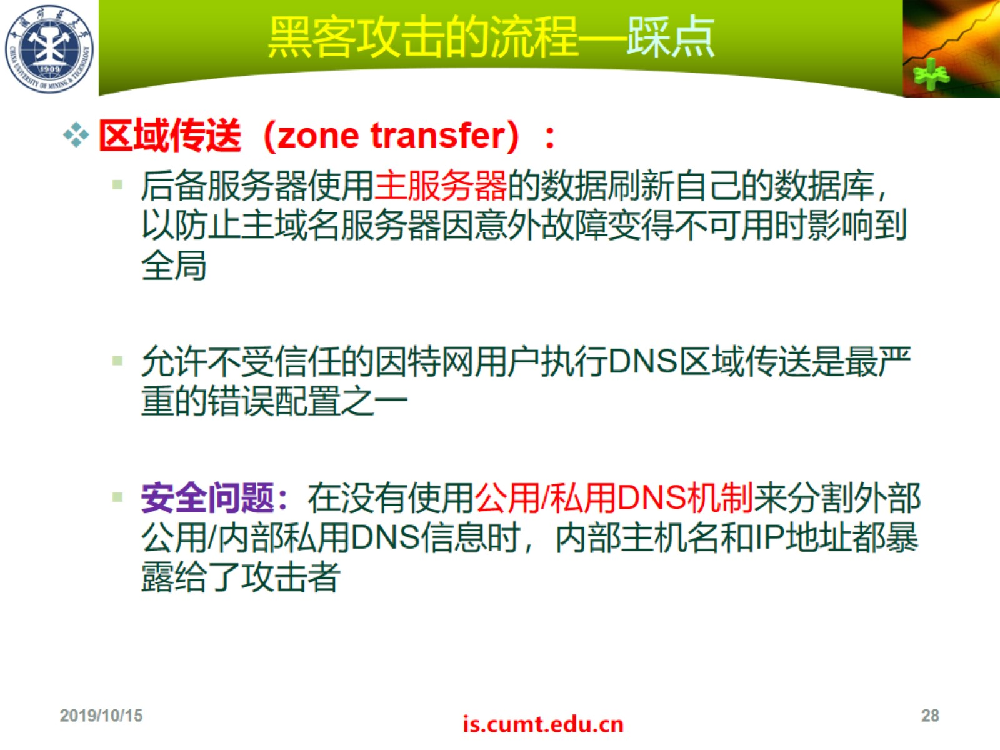 黑客攻击的流程—踩点
中国矿业大学
CHINA UNIVERSITY OF MINING & TECHNOLOGY
1909
区域传送（zone transfer）：
后备服务器使用主服务器的数据刷新自己的数据库，
以防止主域名服务器因意外故障变得不可用时影响到
全局
允许不受信任的因特网用户执行DNS区域传送是最严
重的错误配置之一
安全问题：在没有使用公用/私用DNS机制来分割外部
公用/内部私用DNS信息时，内部主机名和IP地址都暴
露给了攻击者
2019/10/15
is.cumt.edu.cn
28